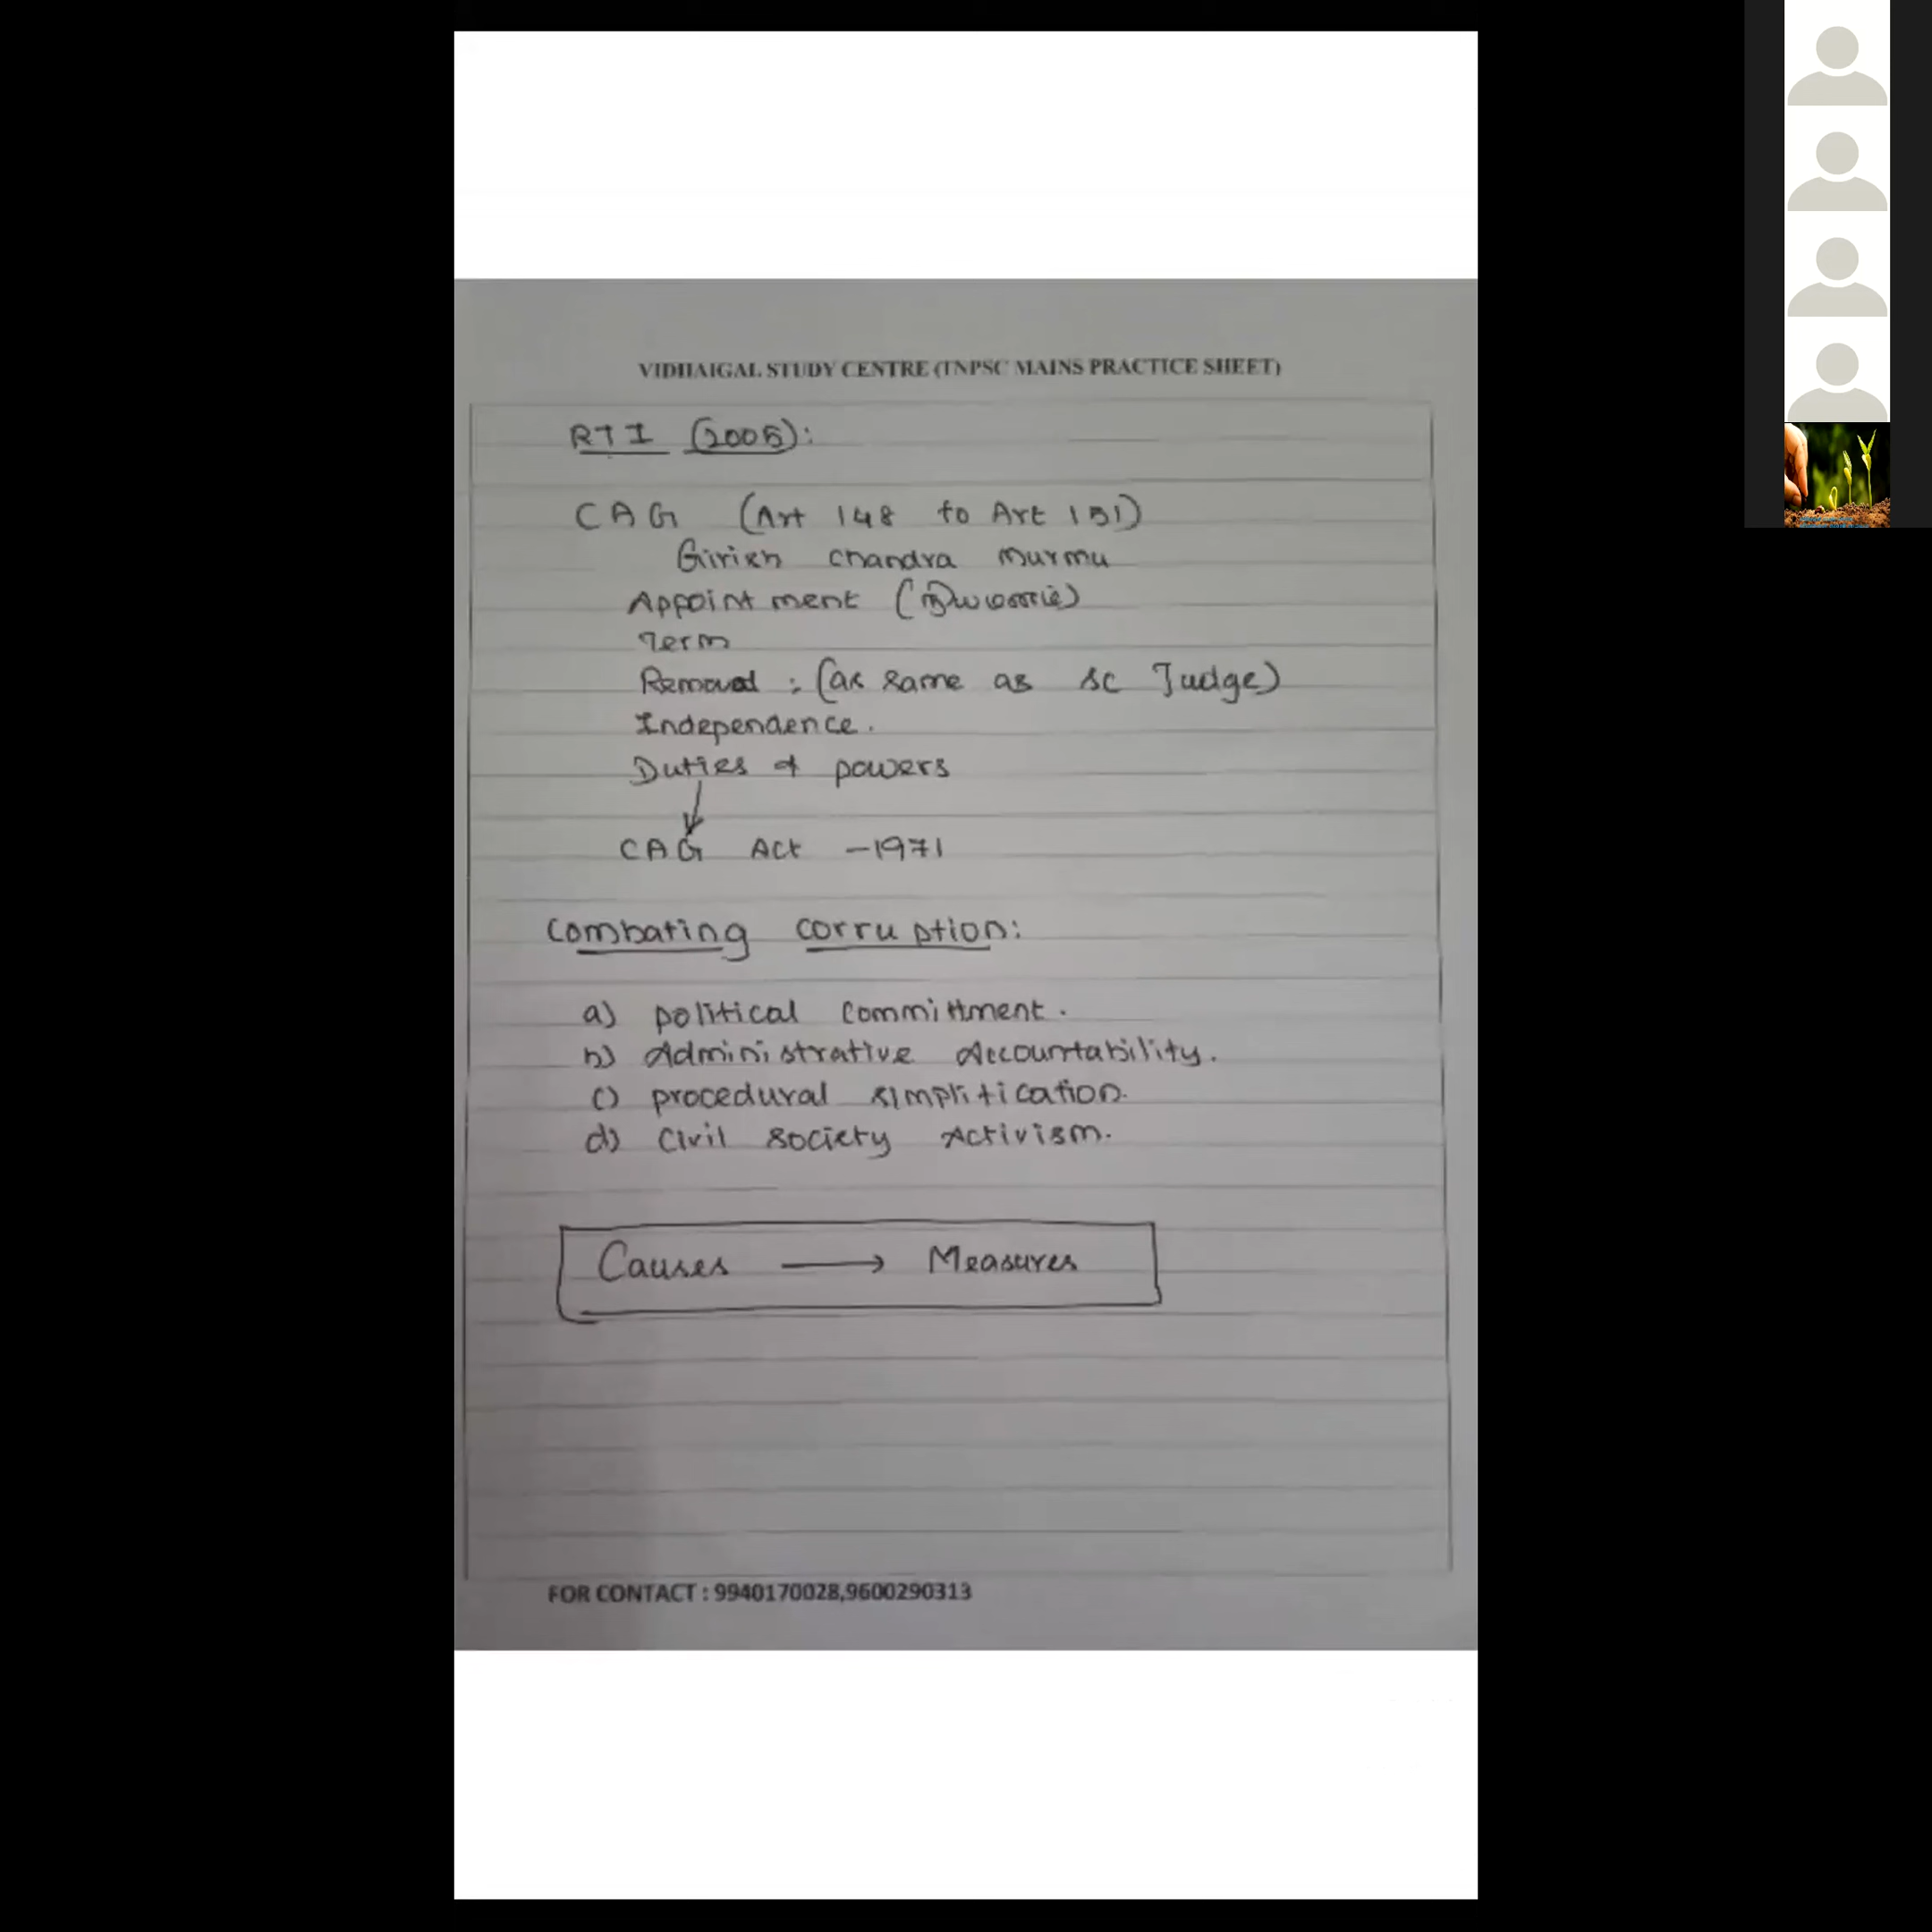 VIDHAIGAL STUDY CENTRE (TNPSC MAINS PRACTICE SHEET)
RTI (2005):
CAG (Art 148 to Art 151)
Girish Chandra Murmu
Appointment (நியமனம்)
Term
Removal : (as same as SC Judge)
Independence.
Duties & powers
CAG Act - 1971
Combating corruption:
a) political commitment.
b) Administrative Accountability.
c) procedural simplification.
d) Civil society Activism.
Causes → Measures
FOR CONTACT : 9940170028,9600290313